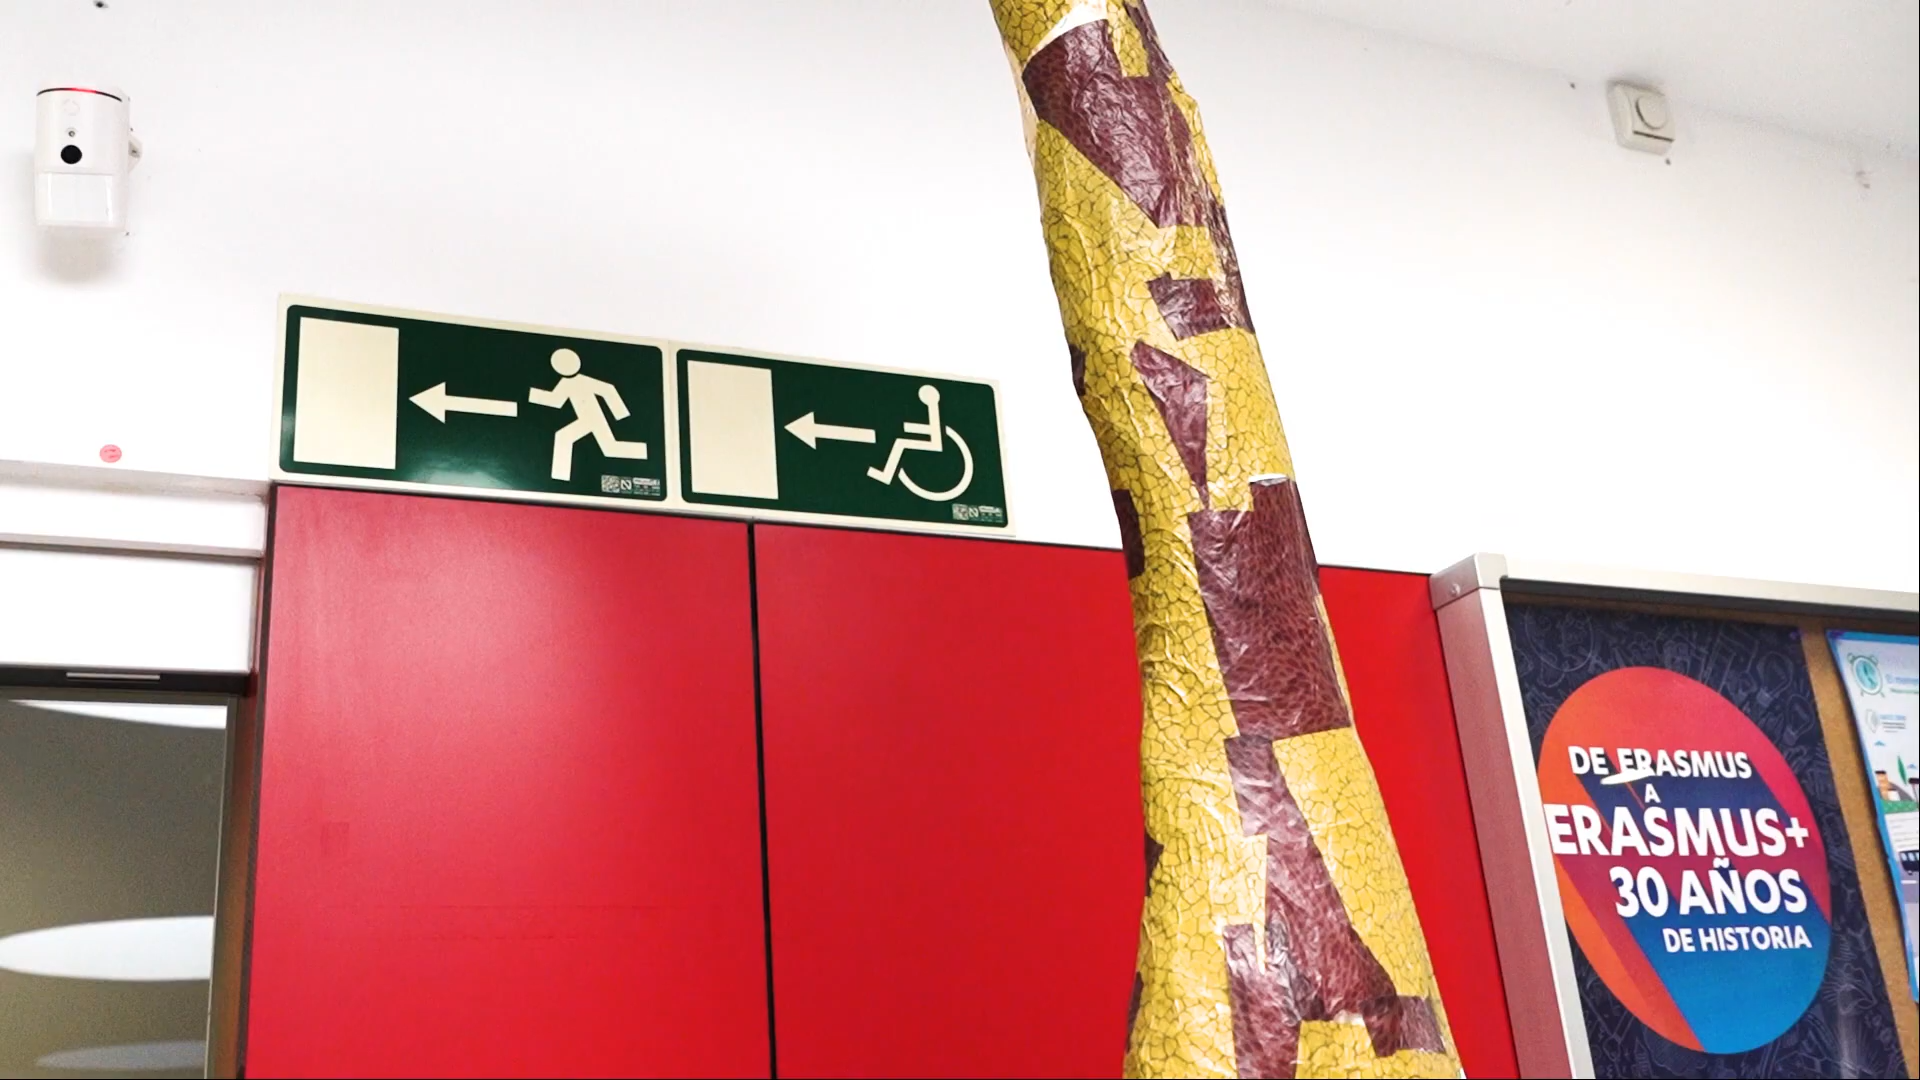 DE ERASMUS
A
ERASMUS+
30 AÑOS
DE HISTORIA